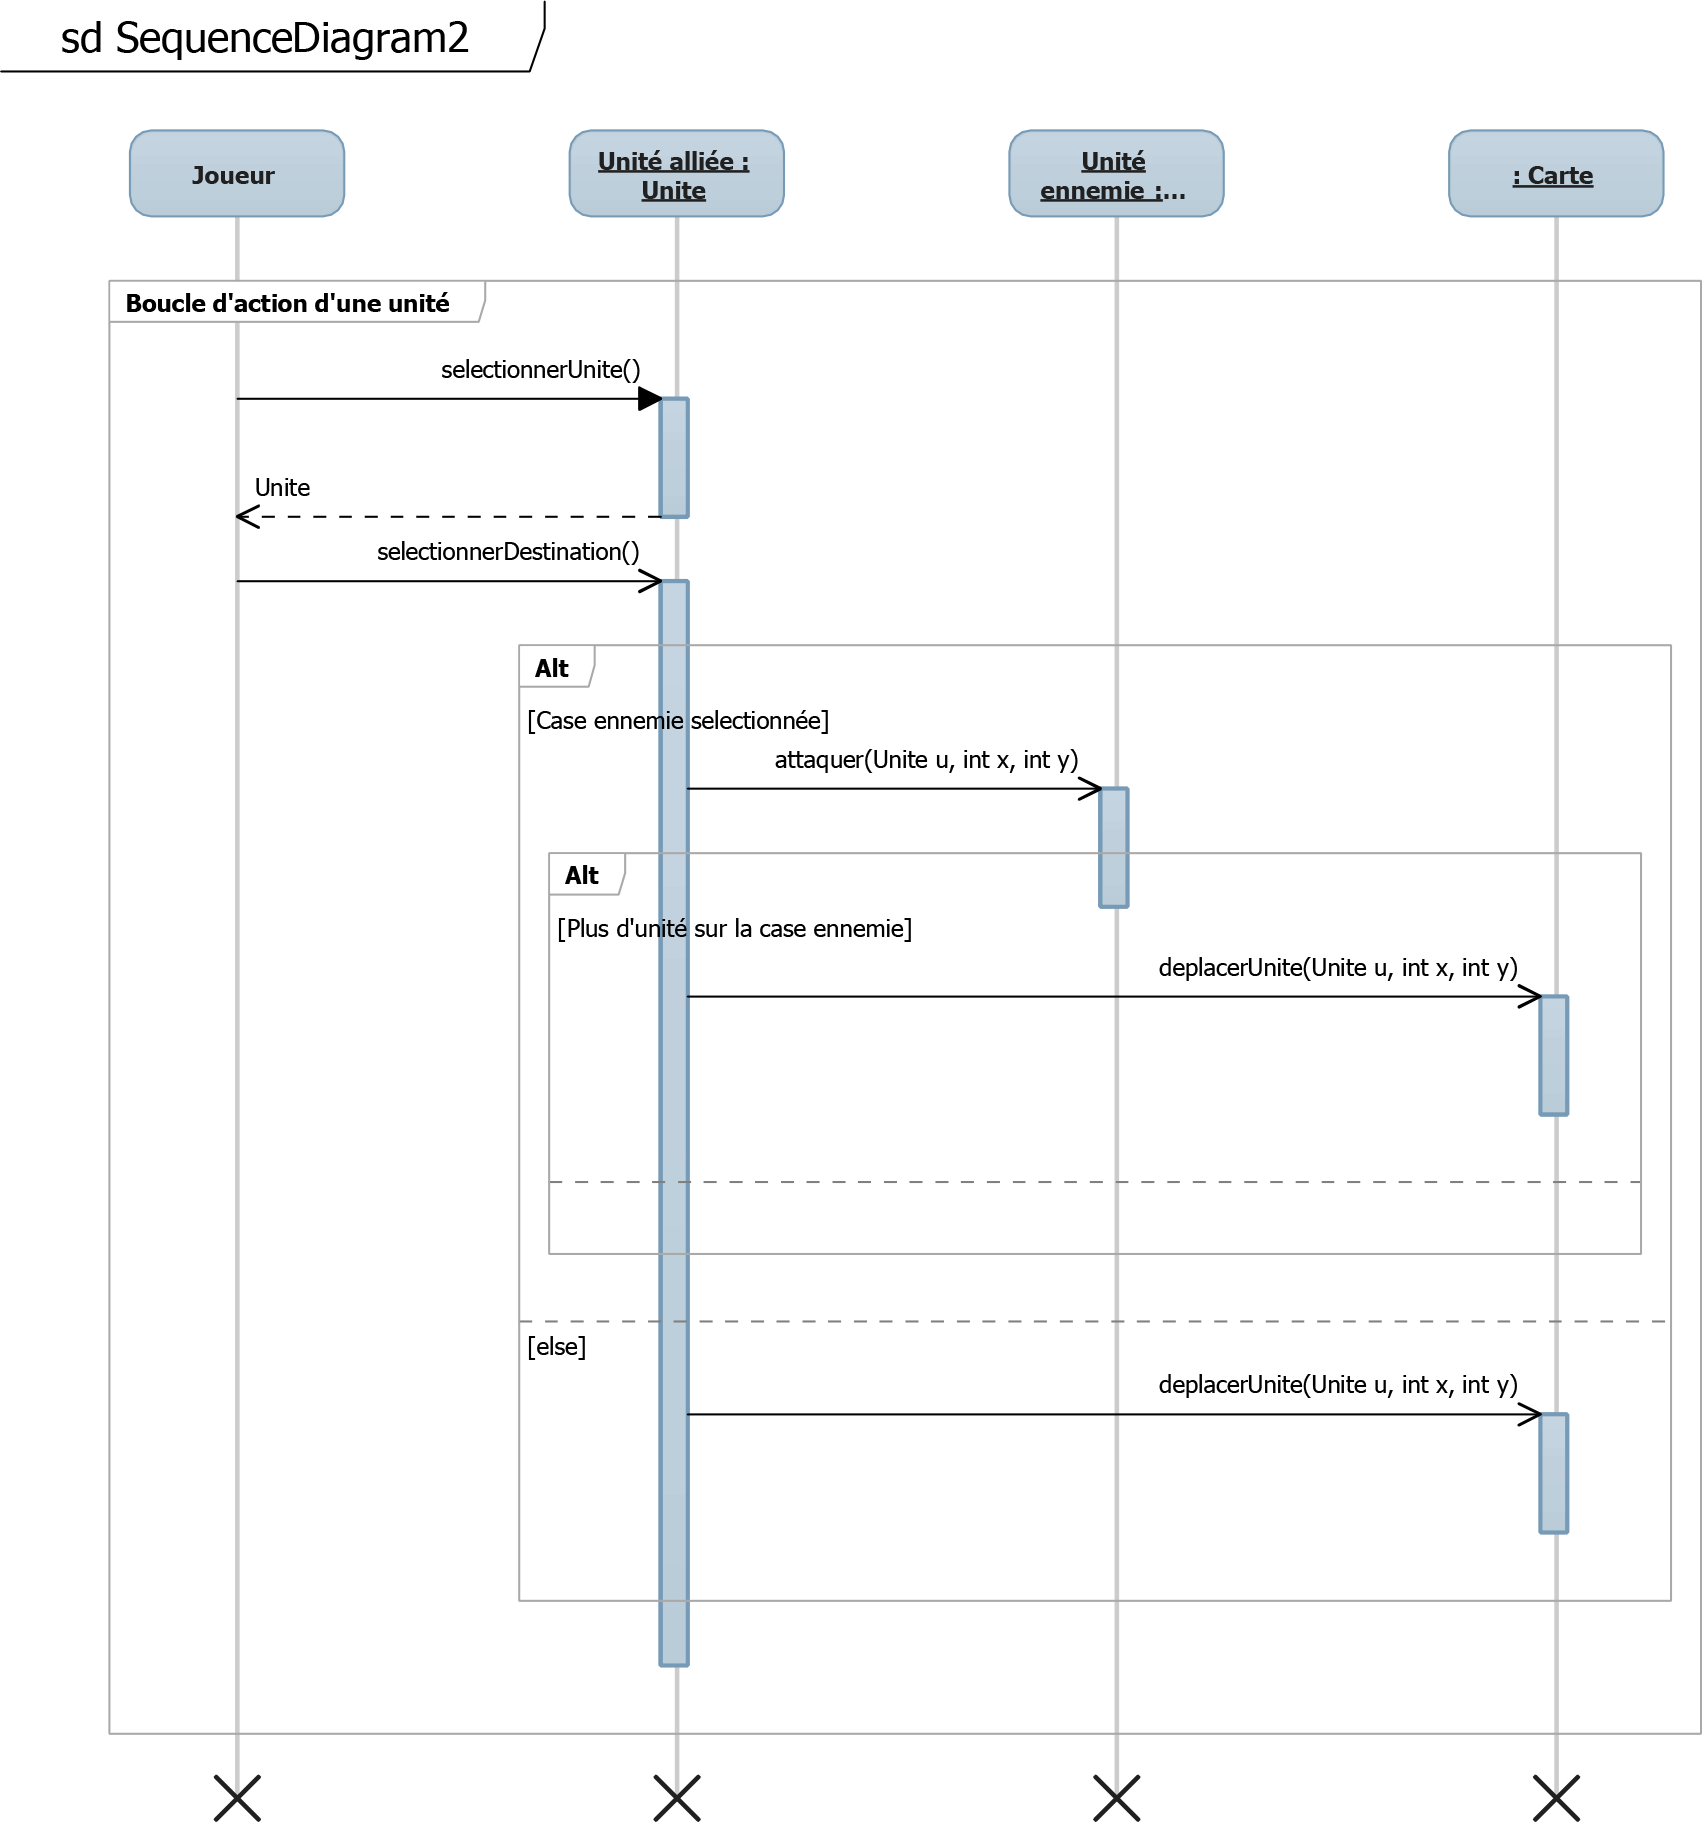 sd SequenceDiagram2
Joueur
Unité alliée :
Unite
Unité
ennemie :...
: Carte
Boucle d'action d'une unité
selectionnerUnite()
Unite
selectionnerDestination()
Alt
[Case ennemie selectionnée]
attaquer(Unite u, int x, int y)
Alt
[Plus d'unité sur la case ennemie]
deplacerUnite(Unite u, int x, int y)
[else]
deplacerUnite(Unite u, int x, int y)